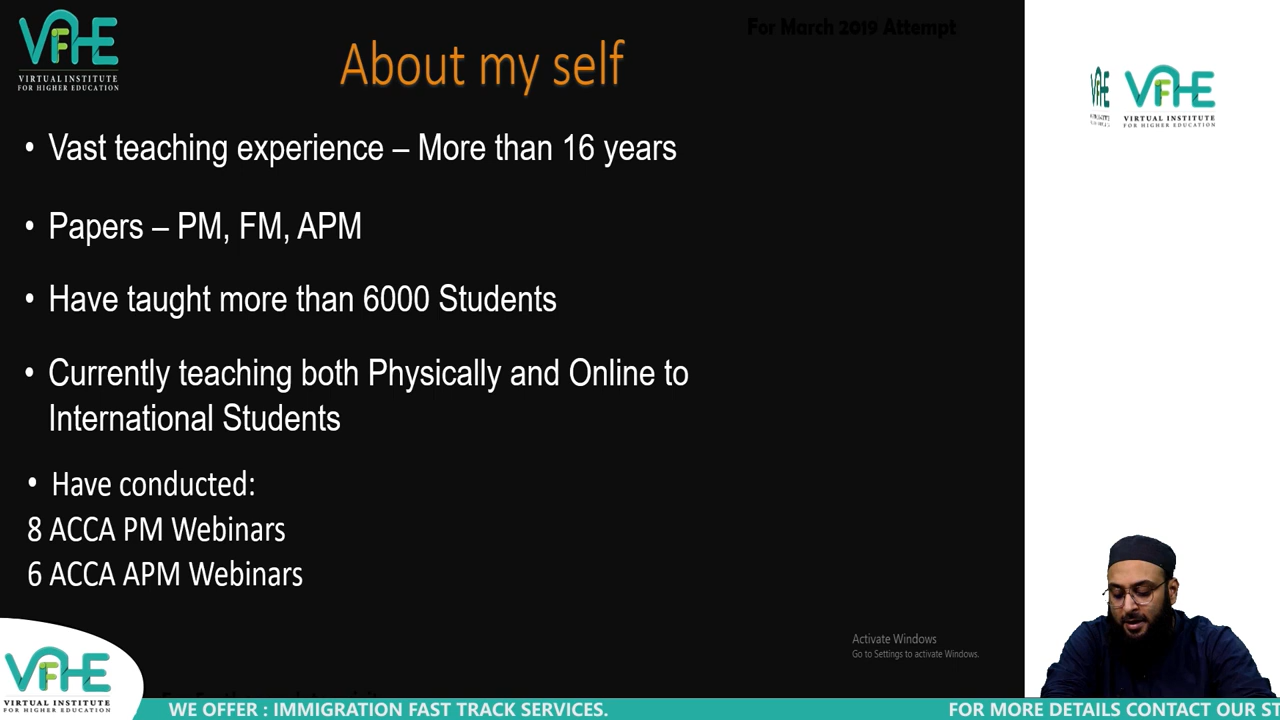 VFHE
VIRTUAL INSTITUTE
FOR HIGHER EDUCATION
For March 2019 Attempt
About my self
• Vast teaching experience – More than 16 years
• Papers – PM, FM, APM
• Have taught more than 6000 Students
• Currently teaching both Physically and Online to
International Students
• Have conducted:
8 ACCA PM Webinars
6 ACCA APM Webinars
VFHE
VIRTUAL INSTITUTE
FOR HIGHER EDUCATION
Activate Windows
Go to Settings to activate Windows.
VFHE
VIRTUAL INSTITUTE
FOR HIGHER EDUCATION
WE OFFER : IMMIGRATION FAST TRACK SERVICES.
FOR MORE DETAILS CONTACT OUR ST